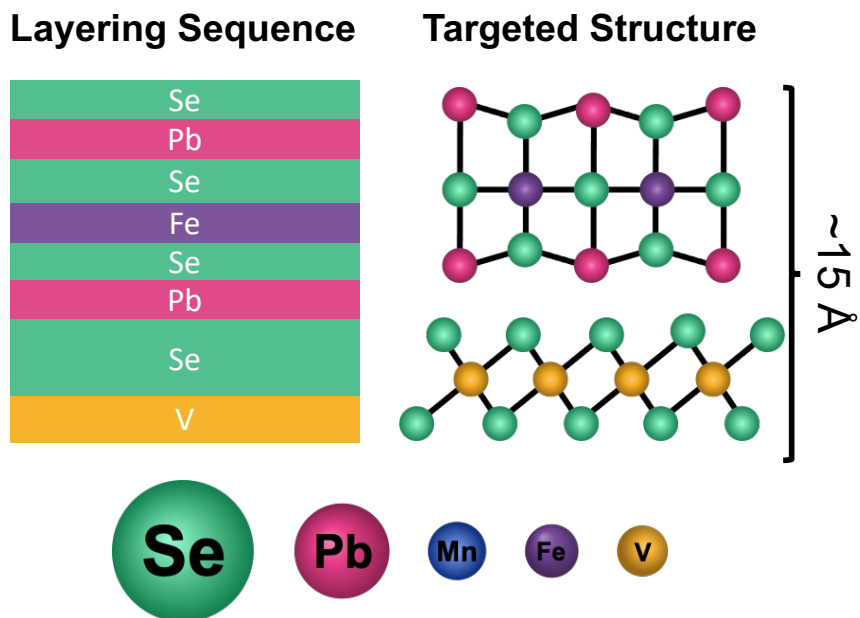 Layering Sequence
Targeted Structure
Se
Pb
Se
Fe
Se
Pb
Se
V
~15 Å
Se
Pb
Mn
Fe
V